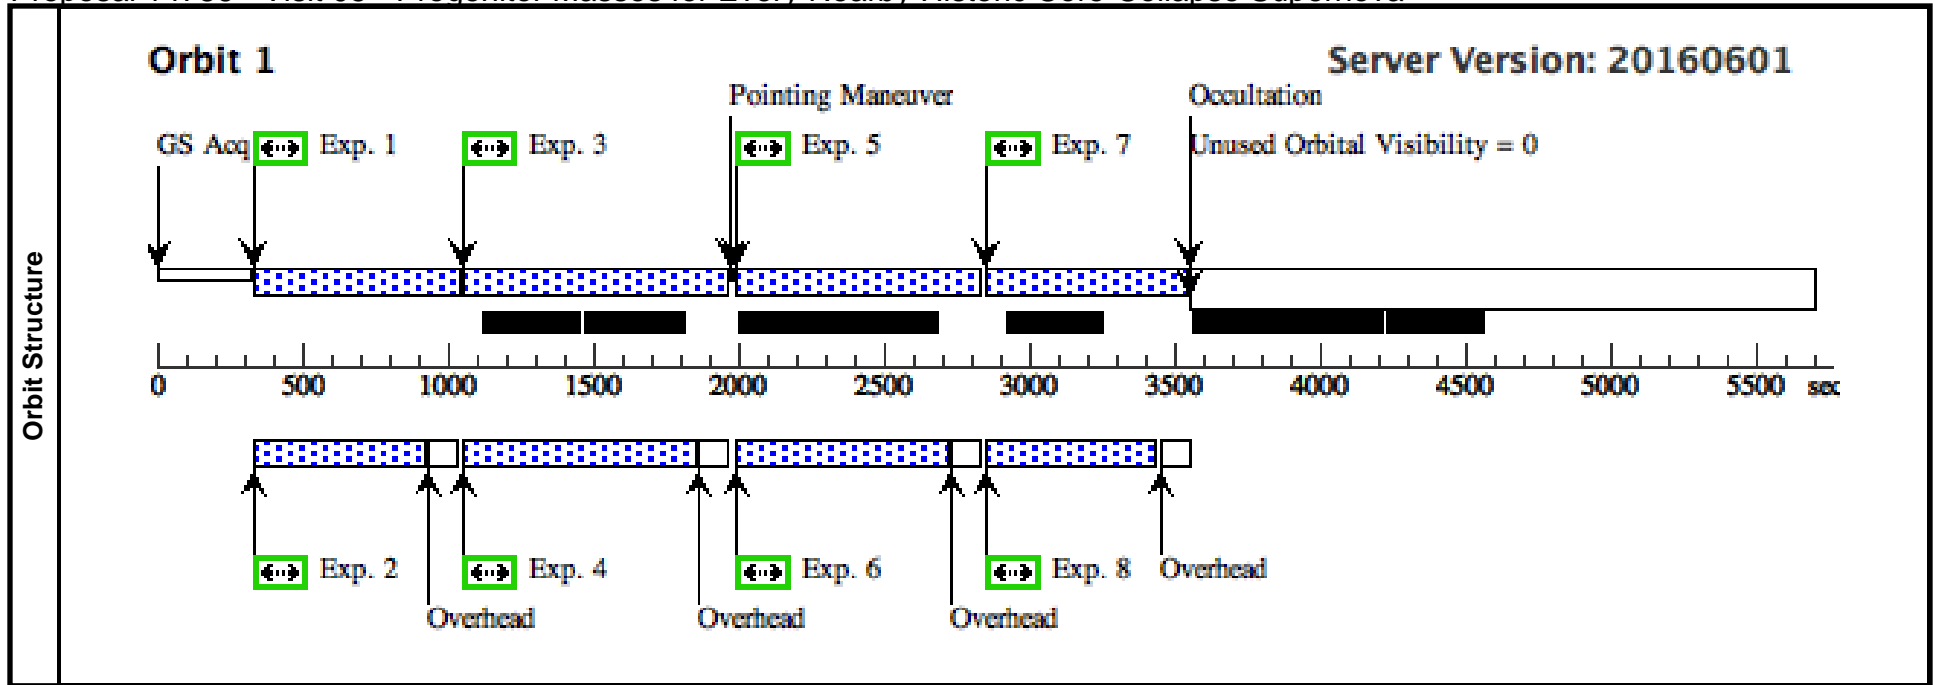 Orbit 1
Server Version: 20160601
Pointing Maneuver
Occultation
GS Acq
Exp. 1
Exp. 3
Exp. 5
Exp. 7
Unused Orbital Visibility = 0
Orbit Structure
0 500 1000 1500 2000 2500 3000 3500 4000 4500 5000 5500 sec
Exp. 2
Exp. 4
Exp. 6
Exp. 8
Overhead
Overhead
Overhead
Overhead